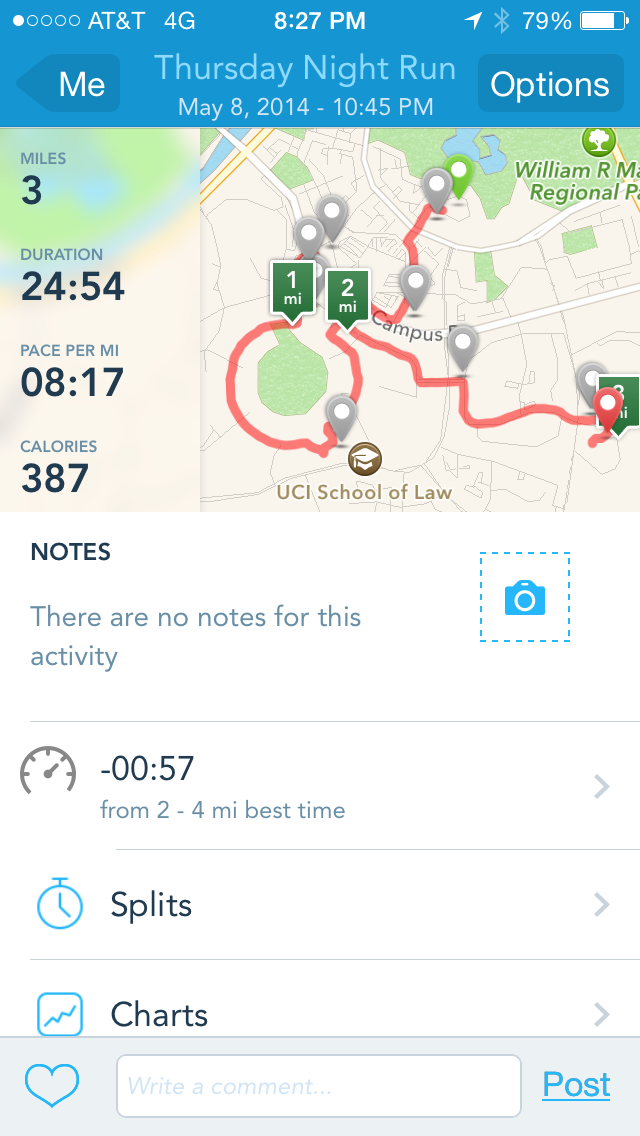 AT&T 4G 8:27 PM 79%
Me
Thursday Night Run
May 8, 2014 - 10:45 PM
Options
MILES
3
DURATION
24:54
PACE PER MI
08:17
CALORIES
387
William R Ma
Regional Pa
1
mi
2
mi
Campus
3
mi
UCI School of Law
NOTES
There are no notes for this
activity
-00:57
from 2 - 4 mi best time
Splits
Charts
Write a comment...
Post